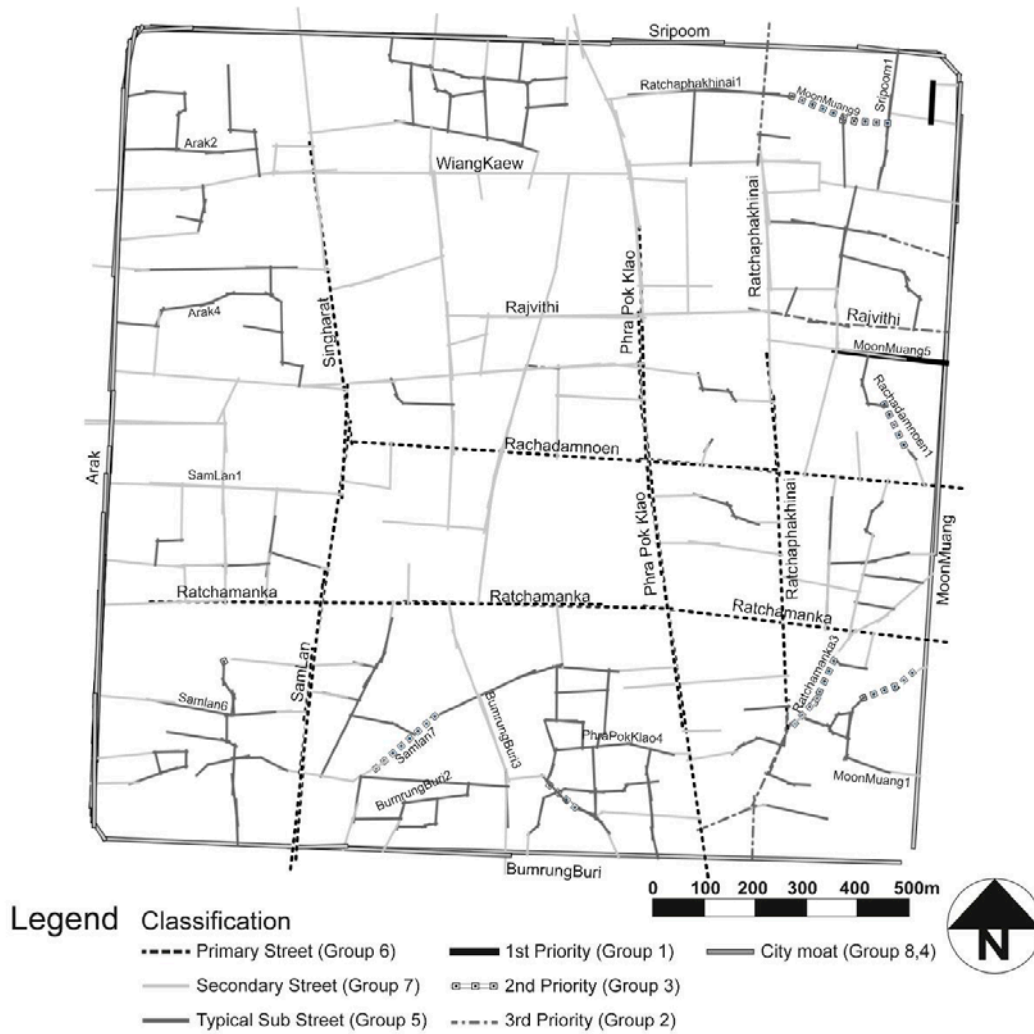 Sripoom
Ratchaphakhinai1
MoonMuang9
Sripoom1
Arak2
WiangKaew
Ratchaphakhinai
Phra Pok Klao
Singharat
Arak4
Rajvithi
Rajvithi
MoonMuang5
Rachadamnoen1
Rachadamnoen
Arak
SamLan1
Phra Pok Klao
Ratchaphakhinai
MoonMuang
Ratchamanka
Ratchamanka
Ratchamanka
Ratchamanka3
SamLan
Samlan6
Samlan7
BumrungBuri3
PhraPokKlao4
BumrungBuri2
MoonMuang1
BumrungBuri
0 100 200 300 400 500m
N
Legend Classification
Primary Street (Group 6) 1st Priority (Group 1) City moat (Group 8,4)
Secondary Street (Group 7) 2nd Priority (Group 3)
Typical Sub Street (Group 5) 3rd Priority (Group 2)